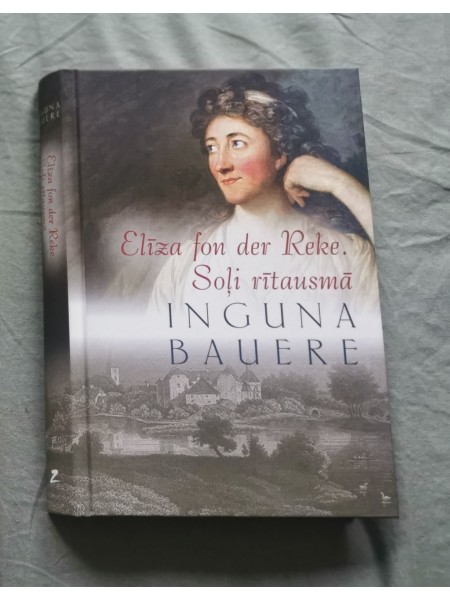 Elīza fon der Reke.
Soļi rītausmā
INGUNA
BAUERE
INGUNA
BAUERE
Elīza fon der Reke
Z